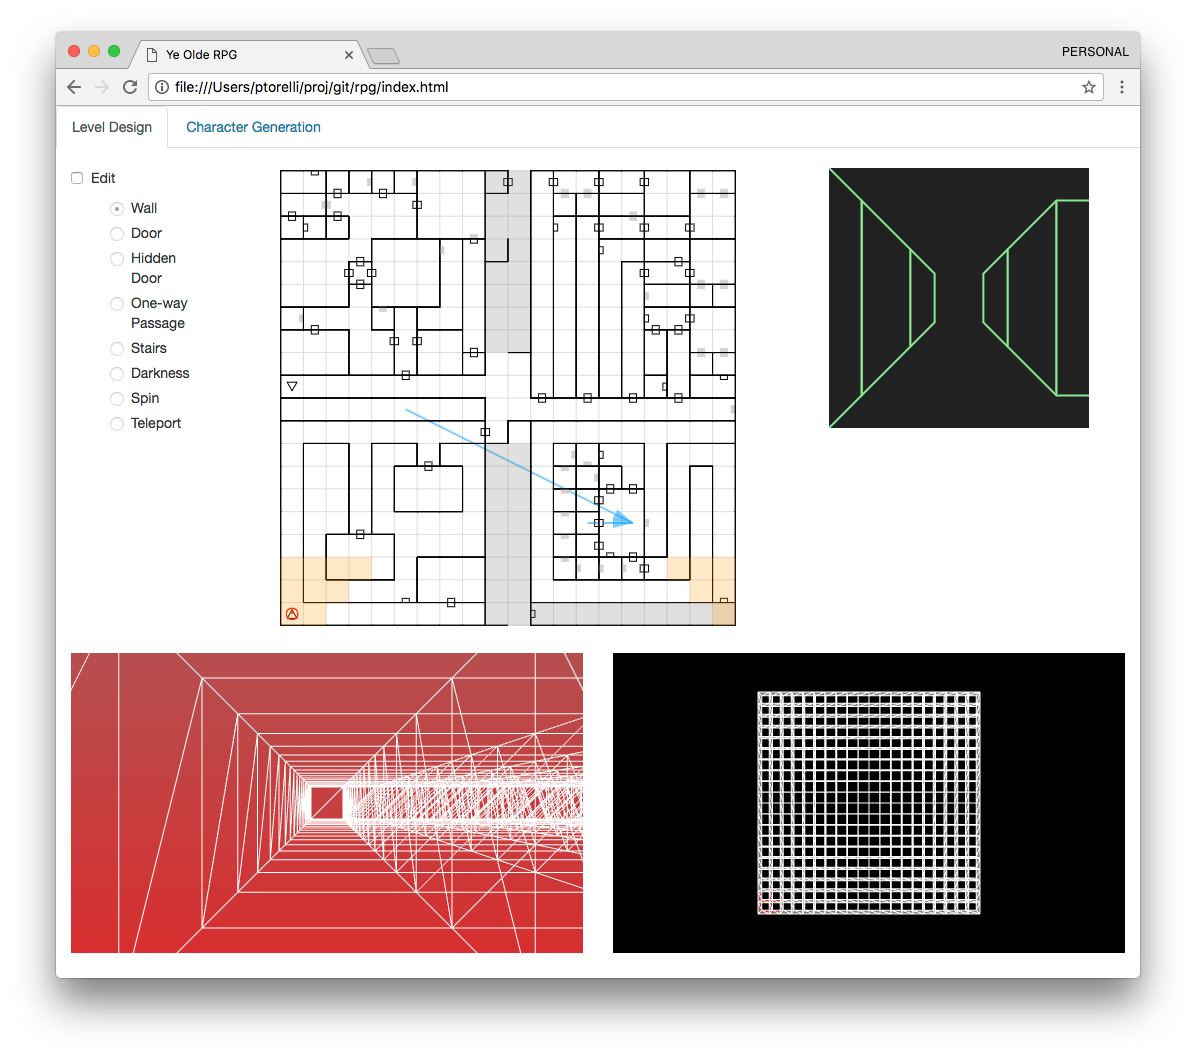 Ye Olde RPG
PERSONAL
file:///Users/ptorelli/proj/git/rpg/index.html
Level Design
Character Generation
Edit
Wall
Door
Hidden
Door
One-way
Passage
Stairs
Darkness
Spin
Teleport